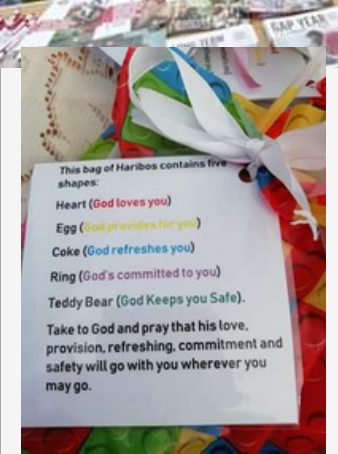 GAP YEAR
This bag of Haribos contains five
shapes:
Heart (God loves you)
Egg (God provides for you)
Coke (God refreshes you)
Ring (God's committed to you)
Teddy Bear (God Keeps you Safe).
Take to God and pray that his love,
provision, refreshing, commitment and
safety will go with you wherever you
may go.